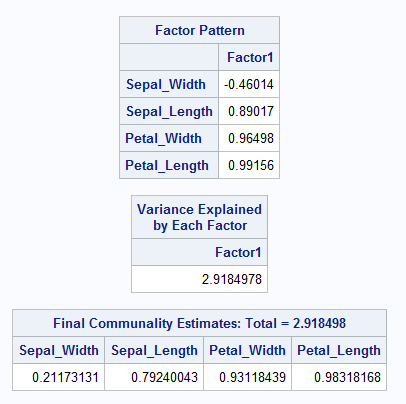 Factor Pattern
Factor1
Sepal_Width -0.46014
Sepal_Length 0.89017
Petal_Width 0.96498
Petal_Length 0.99156
Variance Explained
by Each Factor
Factor1
2.9184978
Final Communality Estimates: Total = 2.918498
Sepal_Width Sepal_Length Petal_Width Petal_Length
0.21173131 0.79240043 0.93118439 0.98318168